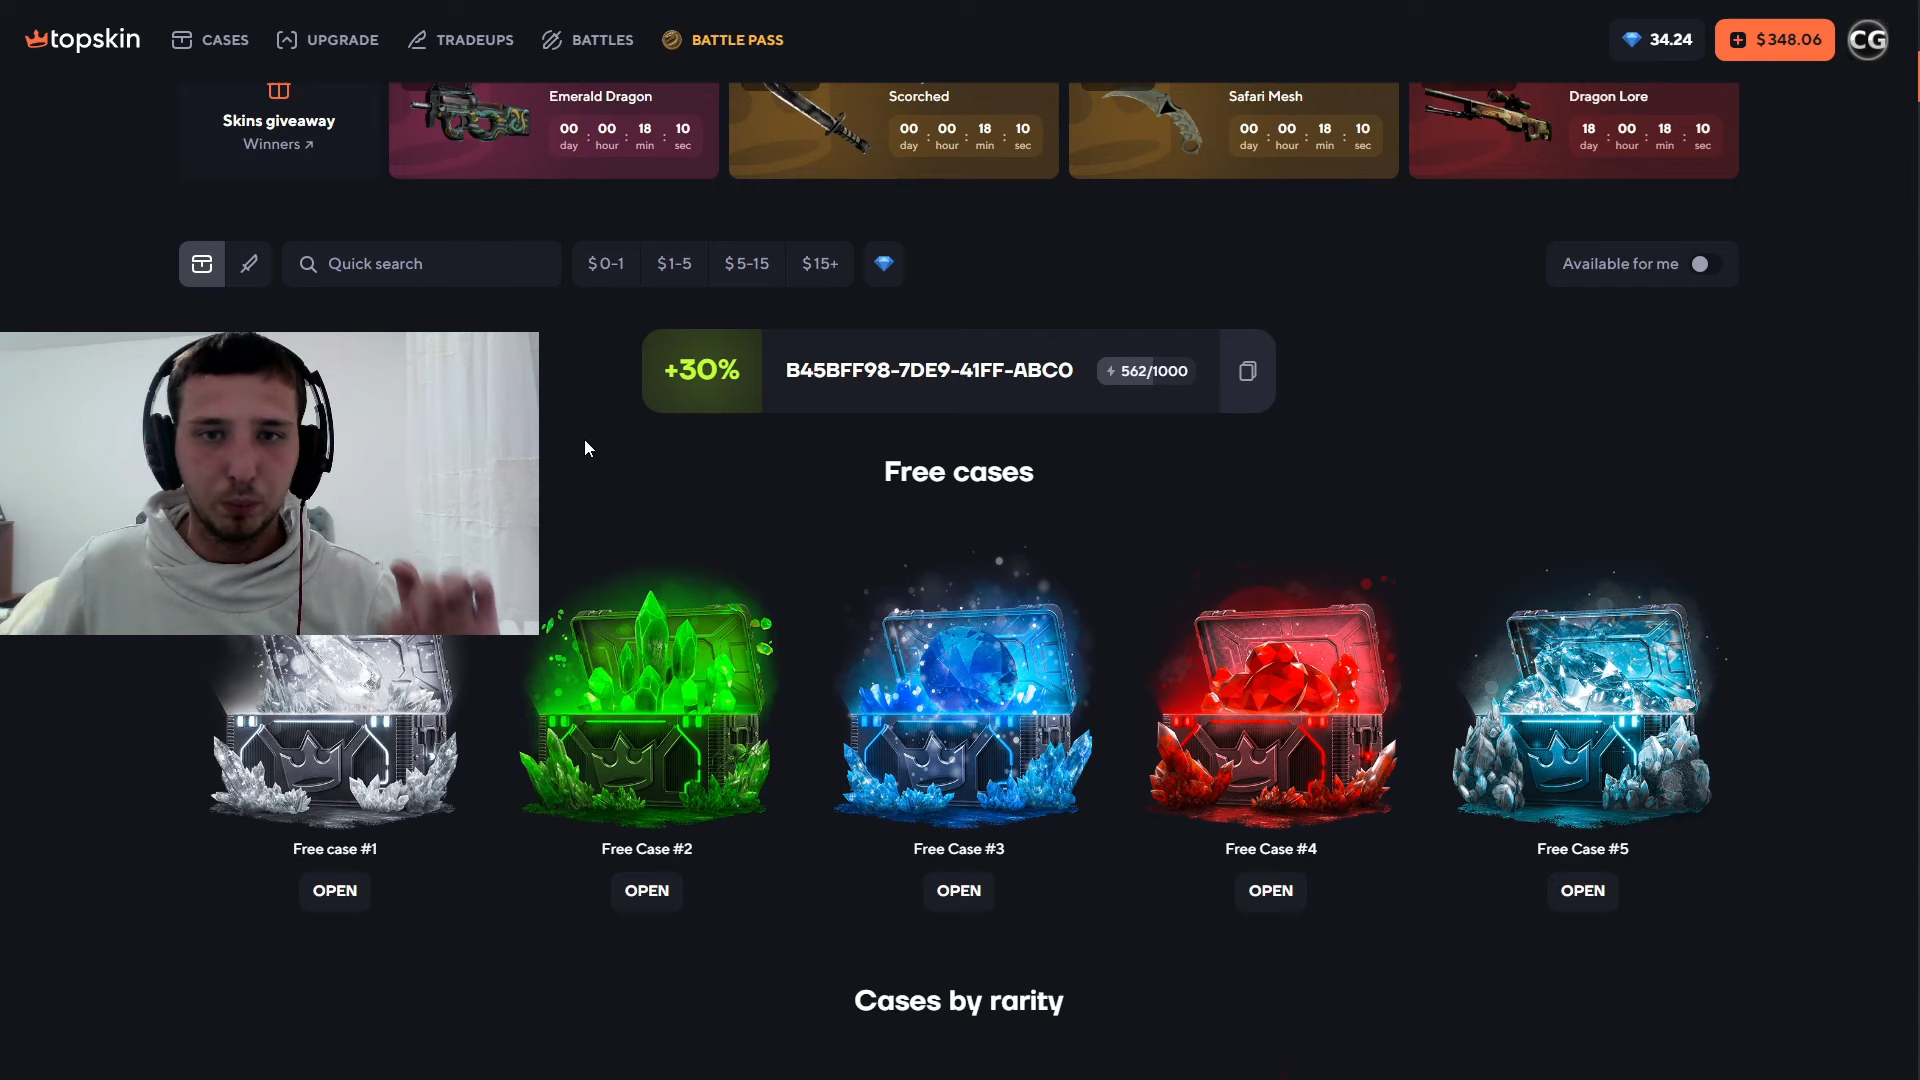 topskin
CASES
UPGRADE
TRADEUPS
BATTLES
BATTLE PASS
34.24
$348.06
CG
Skins giveaway
Winners ↗
Emerald Dragon
00 : 00 : 18 : 10
day hour min sec
Scorched
00 : 00 : 18 : 10
day hour min sec
Safari Mesh
00 : 00 : 18 : 10
day hour min sec
Dragon Lore
18 : 00 : 18 : 10
day hour min sec
Quick search
$0-1
$1-5
$5-15
$15+
Available for me
+30%
B45BFF98-7DE9-41FF-ABC0
562/1000
Free cases
Free case #1
OPEN
Free Case #2
OPEN
Free Case #3
OPEN
Free Case #4
OPEN
Free Case #5
OPEN
Cases by rarity